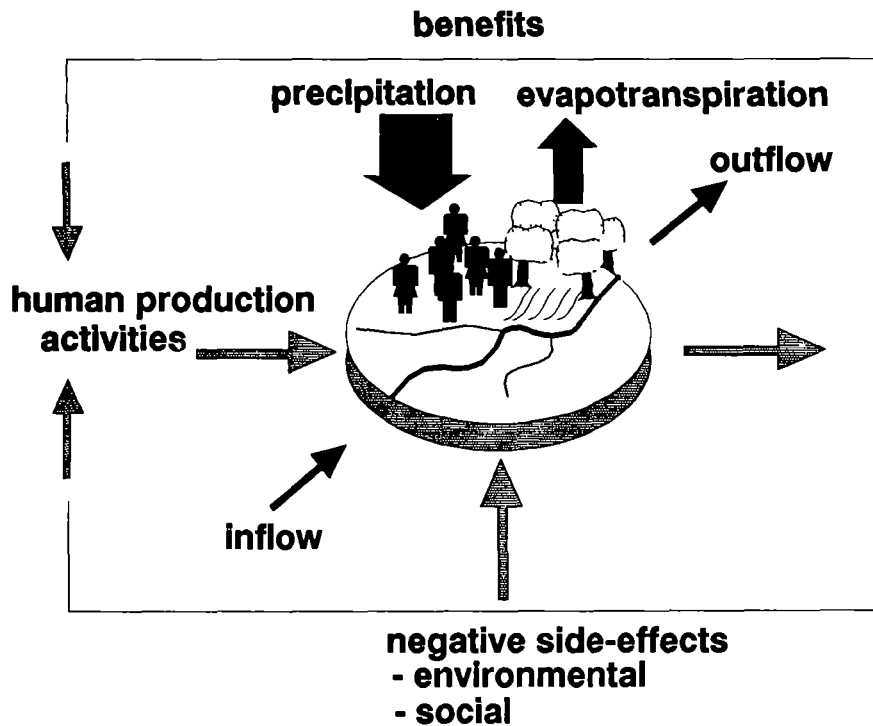 benefits
precipitation evapotranspiration
outflow
human production
activities
inflow
negative side-effects
- environmental
- social